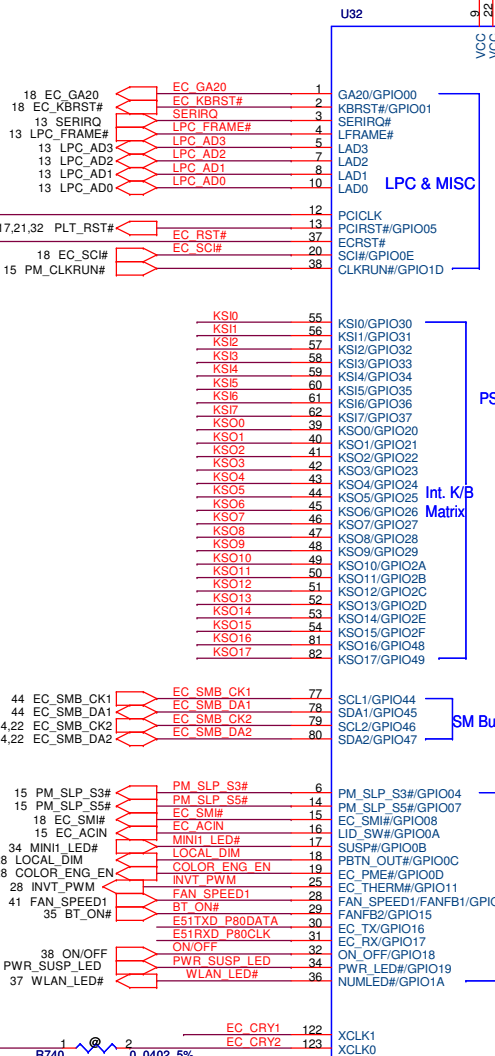 U32
9
22
VCC
VCC
18 EC_GA20 EC_GA20 1 GA20/GPIO00
18 EC_KBRST# EC_KBRST# 2 KBRST#/GPIO01
13 SERIRQ SERIRQ 3 SERIRQ#
13 LPC_FRAME# LPC_FRAME# 4 LFRAME#
13 LPC_AD3 LPC_AD3 5 LAD3
13 LPC_AD2 LPC_AD2 7 LAD2
13 LPC_AD1 LPC_AD1 8 LAD1
13 LPC_AD0 LPC_AD0 10 LAD0
LPC & MISC
12 PCICLK
17,21,32 PLT_RST# 13 PCIRST#/GPIO05
EC_RST# 37 ECRST#
18 EC_SCI# EC_SCI# 20 SCI#/GPIO0E
15 PM_CLKRUN# 38 CLKRUN#/GPIO1D
KSI0 55 KSI0/GPIO30
KSI1 56 KSI1/GPIO31
KSI2 57 KSI2/GPIO32
KSI3 58 KSI3/GPIO33
KSI4 59 KSI4/GPIO34
KSI5 60 KSI5/GPIO35
KSI6 61 KSI6/GPIO36
KSI7 62 KSI7/GPIO37
PS
KSO0 39 KSO0/GPIO20
KSO1 40 KSO1/GPIO21
KSO2 41 KSO2/GPIO22
KSO3 42 KSO3/GPIO23
KSO4 43 KSO4/GPIO24
KSO5 44 KSO5/GPIO25
KSO6 45 KSO6/GPIO26
KSO7 46 KSO7/GPIO27
Int. K/B
Matrix
KSO8 47 KSO8/GPIO28
KSO9 48 KSO9/GPIO29
KSO10 49 KSO10/GPIO2A
KSO11 50 KSO11/GPIO2B
KSO12 51 KSO12/GPIO2C
KSO13 52 KSO13/GPIO2D
KSO14 53 KSO14/GPIO2E
KSO15 54 KSO15/GPIO2F
KSO16 81 KSO16/GPIO48
KSO17 82 KSO17/GPIO49
44 EC_SMB_CK1 EC_SMB_CK1 77 SCL1/GPIO44
44 EC_SMB_DA1 EC_SMB_DA1 78 SDA1/GPIO45
4,22 EC_SMB_CK2 EC_SMB_CK2 79 SCL2/GPIO46
4,22 EC_SMB_DA2 EC_SMB_DA2 80 SDA2/GPIO47
SM Bu
15 PM_SLP_S3# PM_SLP_S3# 6 PM_SLP_S3#/GPIO04
15 PM_SLP_S5# PM_SLP_S5# 14 PM_SLP_S5#/GPIO07
18 EC_SMI# EC_SMI# 15 EC_SMI#/GPIO08
15 EC_ACIN EC_ACIN 16 LID_SW#/GPIO0A
34 MINI1_LED# MINI1_LED# 17 SUSP#/GPIO0B
8 LOCAL_DIM LOCAL_DIM 18 PBTN_OUT#/GPIO0C
8 COLOR_ENG_EN COLOR_ENG_EN 19 EC_PME#/GPIO0D
28 INVT_PWM INVT_PWM 25 EC_THERM#/GPIO11
41 FAN_SPEED1 FAN_SPEED1 28 FAN_SPEED1/FANFB1/GPIO
35 BT_ON# BT_ON# 29 FANFB2/GPIO15
E51TXD_P80DATA 30 EC_TX/GPIO16
E51RXD_P80CLK 31 EC_RX/GPIO17
38 ON/OFF ON/OFF 32 ON_OFF/GPIO18
PWR_SUSP_LED PWR_SUSP_LED 34 PWR_LED#/GPIO19
37 WLAN_LED# WLAN_LED# 36 NUMLED#/GPIO1A
EC_CRY1 122 XCLK1
EC_CRY2 123 XCLK0
1 @ 2
R740 0_0402_5%